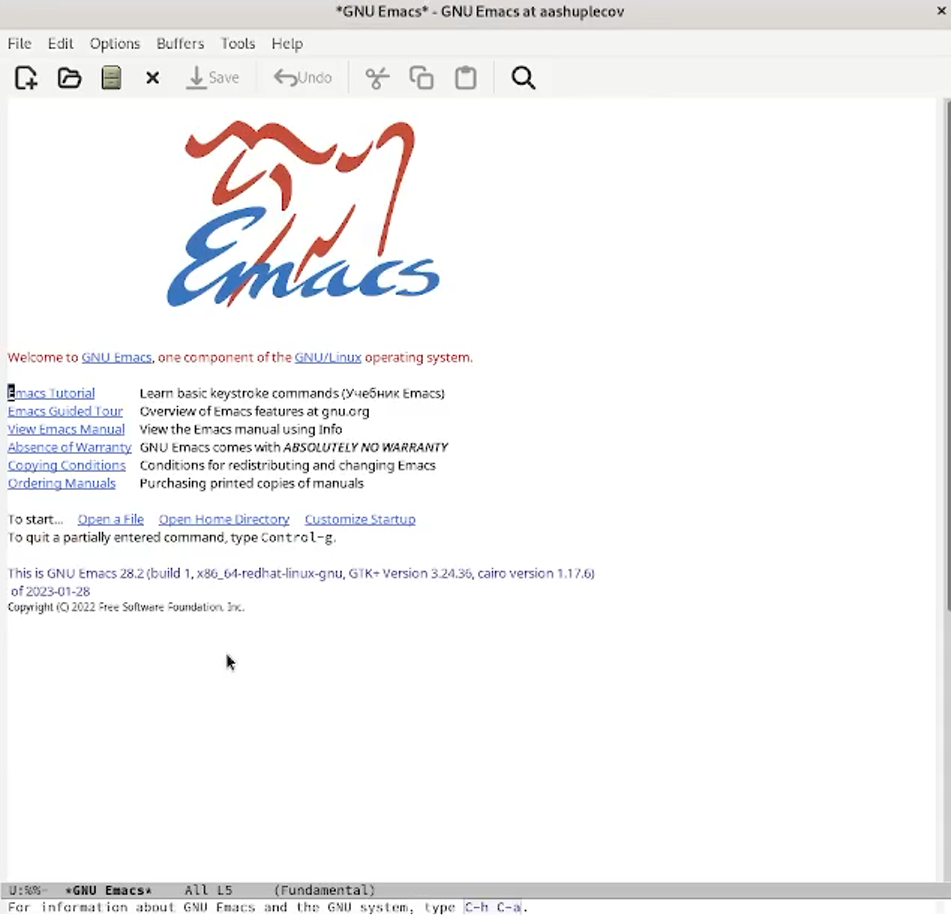 *GNU Emacs* - GNU Emacs at aashuplecov
File Edit Options Buffers Tools Help
Save Undo
Emacs
Welcome to GNU Emacs, one component of the GNU/Linux operating system.
Emacs Tutorial Learn basic keystroke commands (Учебник Emacs)
Emacs Guided Tour Overview of Emacs features at gnu.org
View Emacs Manual View the Emacs manual using Info
Absence of Warranty GNU Emacs comes with ABSOLUTELY NO WARRANTY
Copying Conditions Conditions for redistributing and changing Emacs
Ordering Manuals Purchasing printed copies of manuals
To start... Open a File Open Home Directory Customize Startup
To quit a partially entered command, type Control-g.
This is GNU Emacs 28.2 (build 1, x86_64-redhat-linux-gnu, GTK+ Version 3.24.36, cairo version 1.17.6)
of 2023-01-28
Copyright (C) 2022 Free Software Foundation, Inc.
U:%%- *GNU Emacs* All L5 (Fundamental)
For information about GNU Emacs and the GNU system, type C-h C-a.